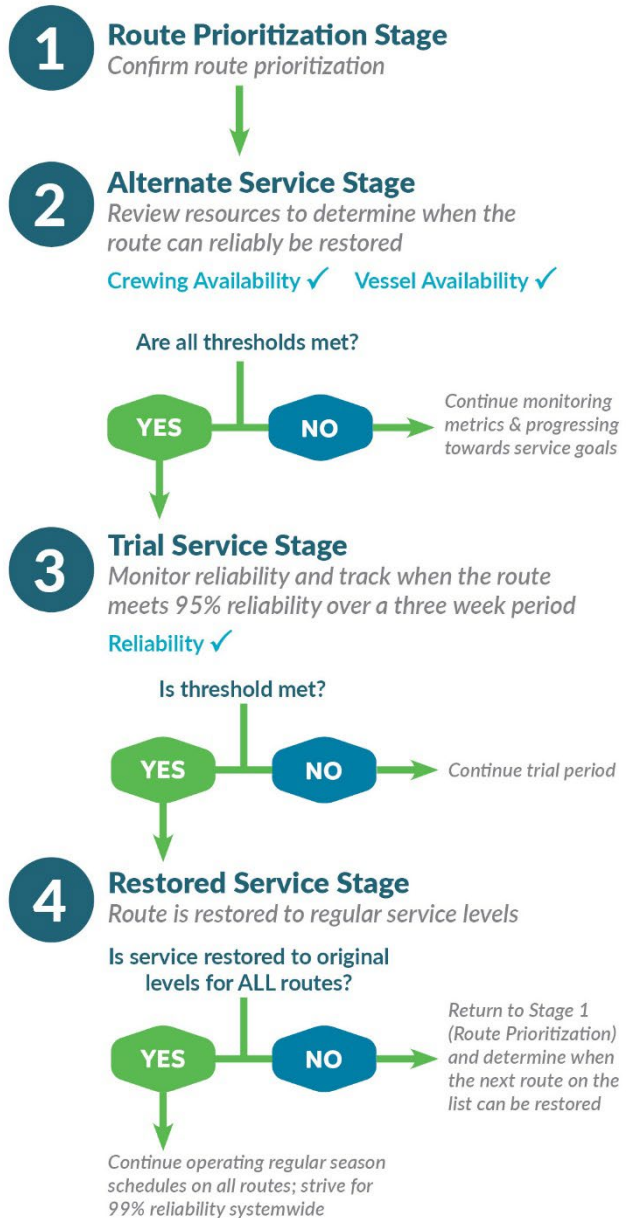 1
Route Prioritization Stage
Confirm route prioritization
2
Alternate Service Stage
Review resources to determine when the
route can reliably be restored
Crewing Availability ✓ Vessel Availability ✓
Are all thresholds met?
YES
NO
Continue monitoring
metrics & progressing
towards service goals
3
Trial Service Stage
Monitor reliability and track when the route
meets 95% reliability over a three week period
Reliability ✓
Is threshold met?
YES
NO
Continue trial period
4
Restored Service Stage
Route is restored to regular service levels
Is service restored to original
levels for ALL routes?
YES
NO
Return to Stage 1
(Route Prioritization)
and determine when
the next route on the
list can be restored
Continue operating regular season
schedules on all routes; strive for
99% reliability systemwide